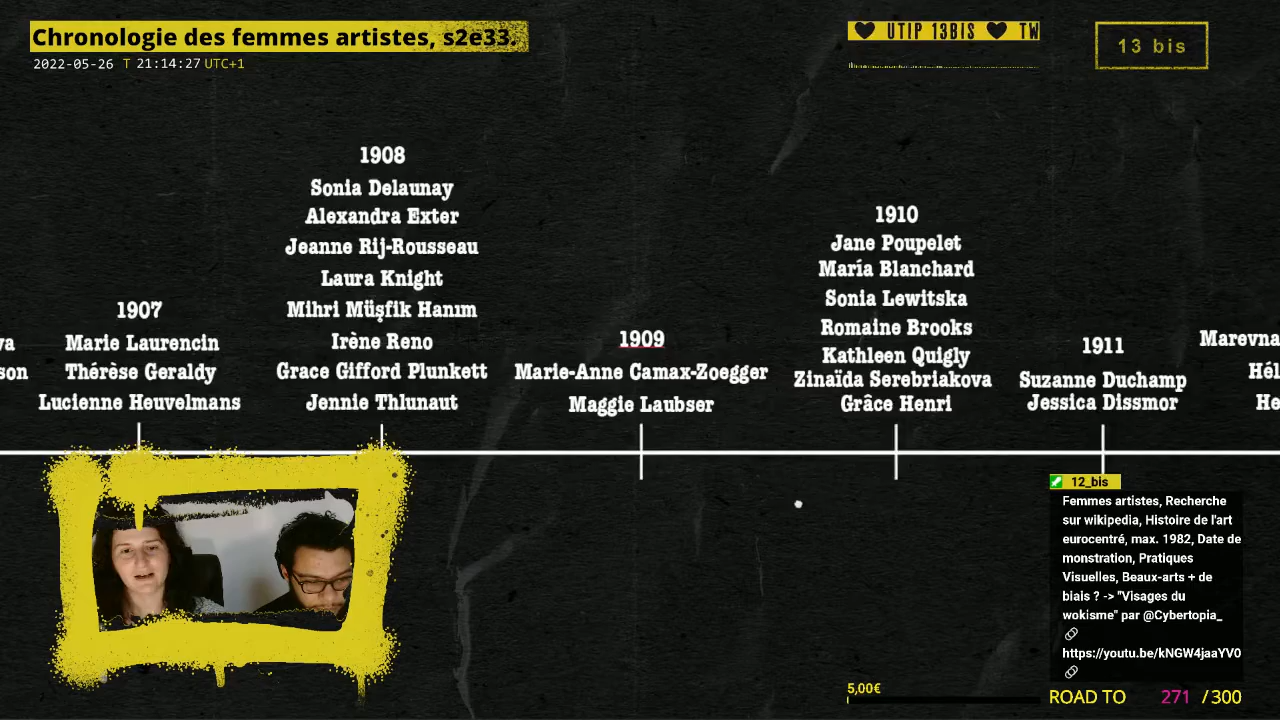 Chronologie des femmes artistes, s2e33.
2022-05-26 T 21:14:27 UTC+1
UTIP 13BIS TW
13 bis
1907
Marie Laurencin
Thérèse Geraldy
Lucienne Heuvelmans
1908
Sonia Delaunay
Alexandra Exter
Jeanne Rij-Rousseau
Laura Knight
Mihri Müşfik Hanım
Irène Reno
Grace Gifford Plunkett
Jennie Thlunaut
1909
Marie-Anne Camax-Zoegger
Maggie Laubser
1910
Jane Poupelet
María Blanchard
Sonia Lewitska
Romaine Brooks
Kathleen Quigly
Zinaïda Serebriakova
Grâce Henri
1911
Suzanne Duchamp
Jessica Dissmor
va
son
Marevna
Hél
He
12_bis
Femmes artistes, Recherche
sur wikipedia, Histoire de l'art
eurocentré, max. 1982, Date de
monstration, Pratiques
Visuelles, Beaux-arts + de
biais ? -> "Visages du
wokisme" par @Cybertopia_
https://youtu.be/kNGW4jaaYV0
5,00€
ROAD TO 271 /300